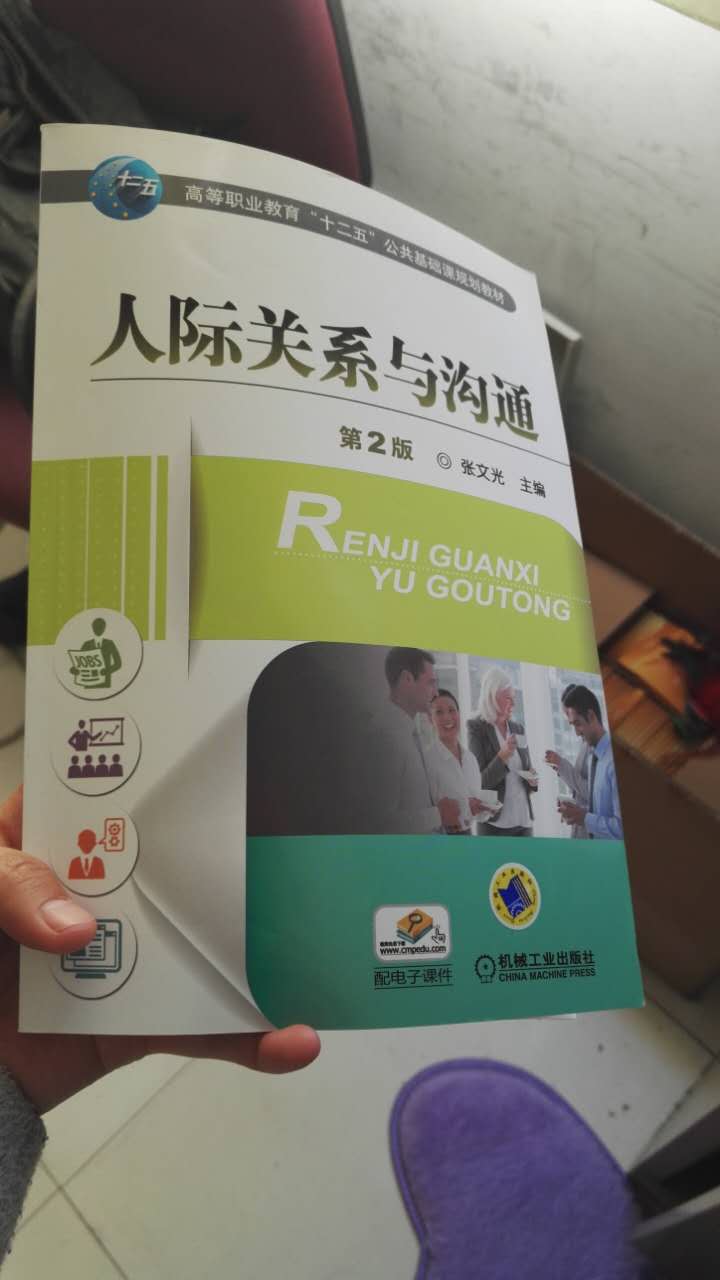 十二五
高等职业教育“十二五”公共基础课规划教材
人际关系与沟通
第2版 ◎ 张文光 主编
RENJI GUANXI
YU GOUTONG
JOBS
www.cmpedu.com
配电子课件
机械工业出版社
CHINA MACHINE PRESS